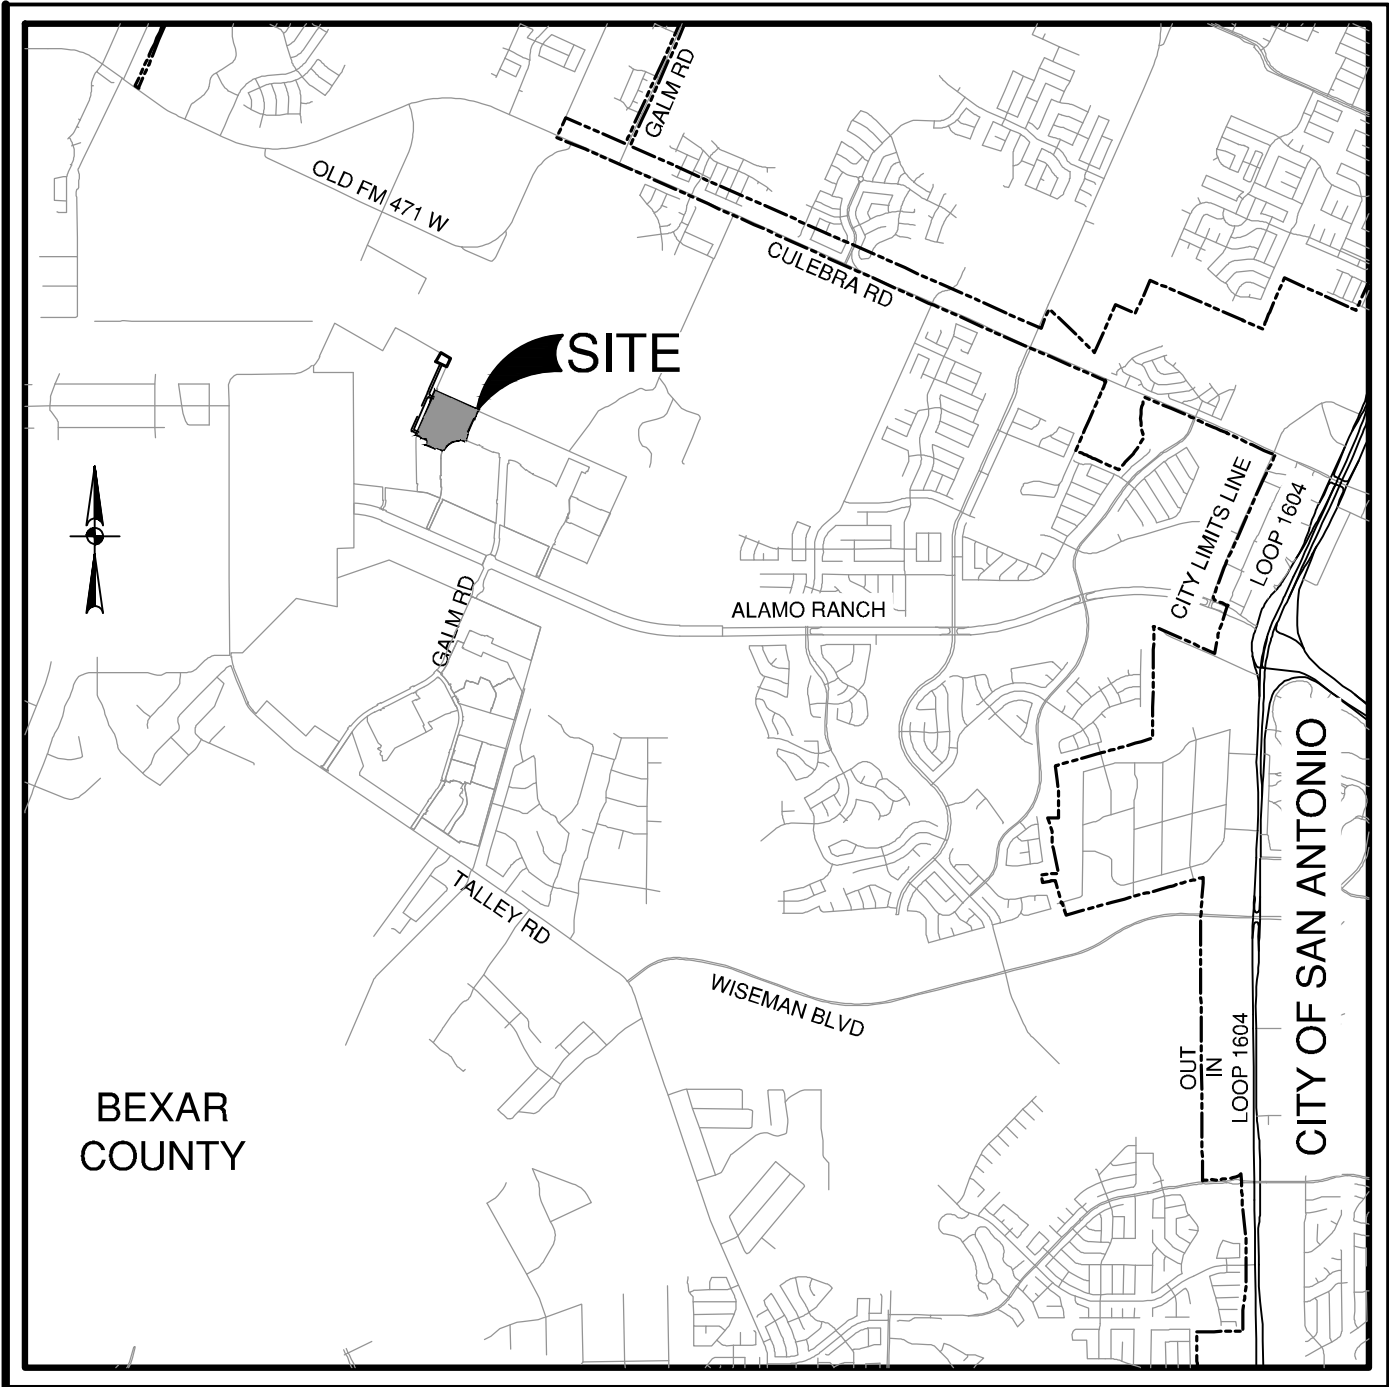 GALM RD
OLD FM 471 W
CULEBRA RD
SITE
CITY LIMITS LINE
LOOP 1604
ALAMO RANCH
GALM RD
CITY OF SAN ANTONIO
TALLEY RD
WISEMAN BLVD
OUT
IN
LOOP 1604
BEXAR
COUNTY